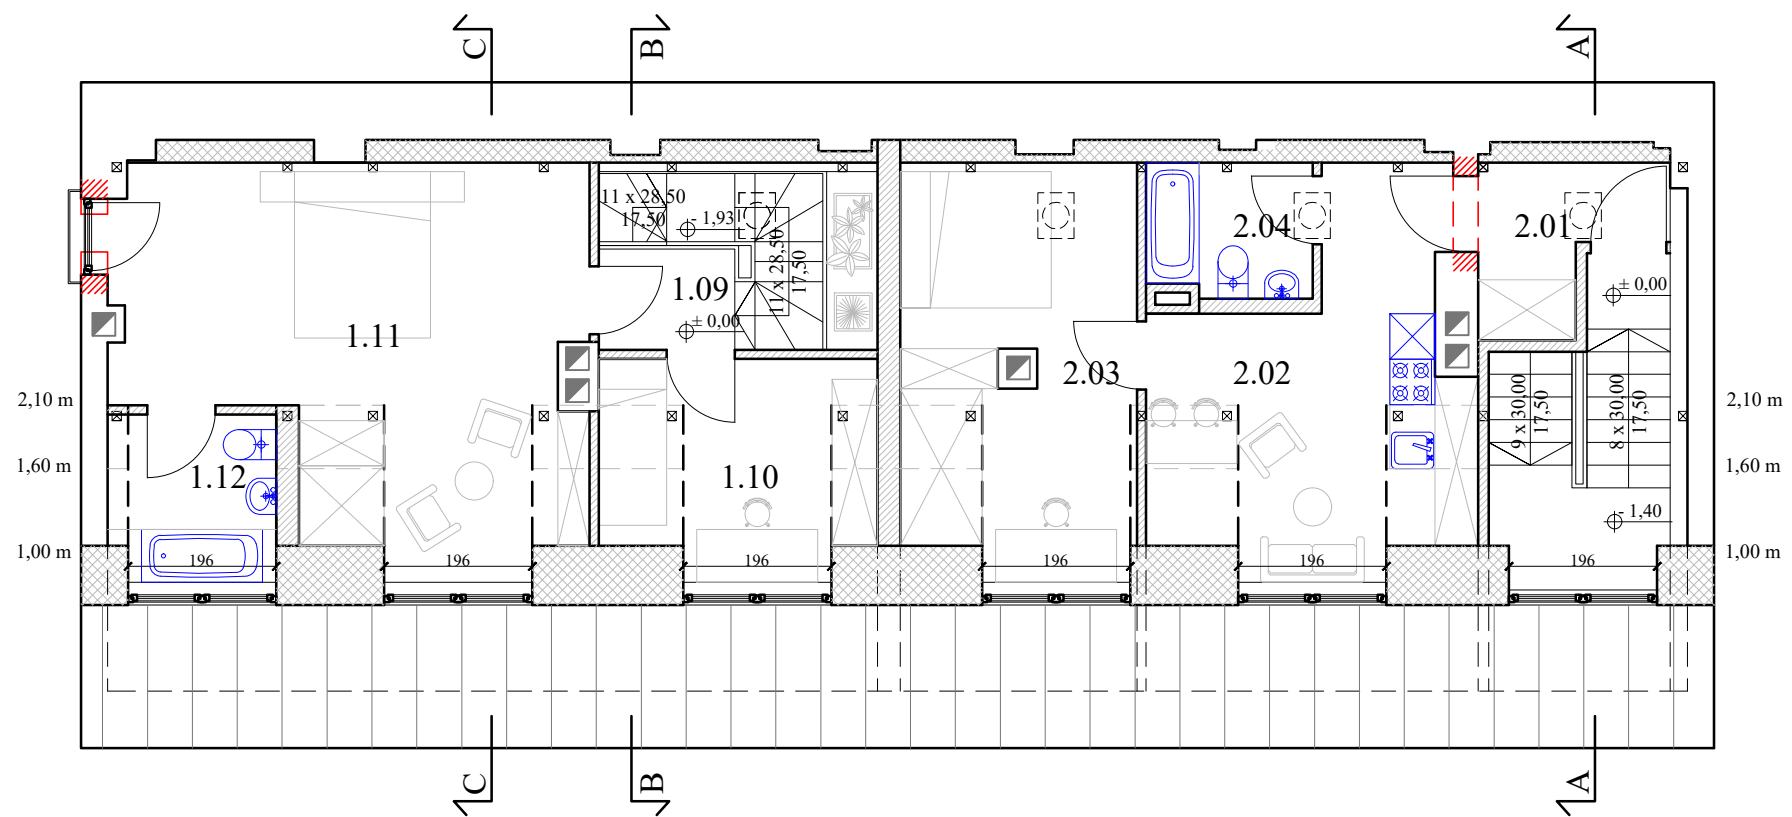 C
B
A
11 x 28,50
17,50
- 1,93
11 x 28,50
17,50
1.09
± 0,00
1.11
2.04
2.01
± 0,00
2.03
2.02
2,10 m
9 x 30,00
17,50
8 x 30,00
17,50
2,10 m
1,60 m
1.12
1.10
1,60 m
- 1,40
1,00 m
196
196
196
196
196
196
1,00 m
C
B
A